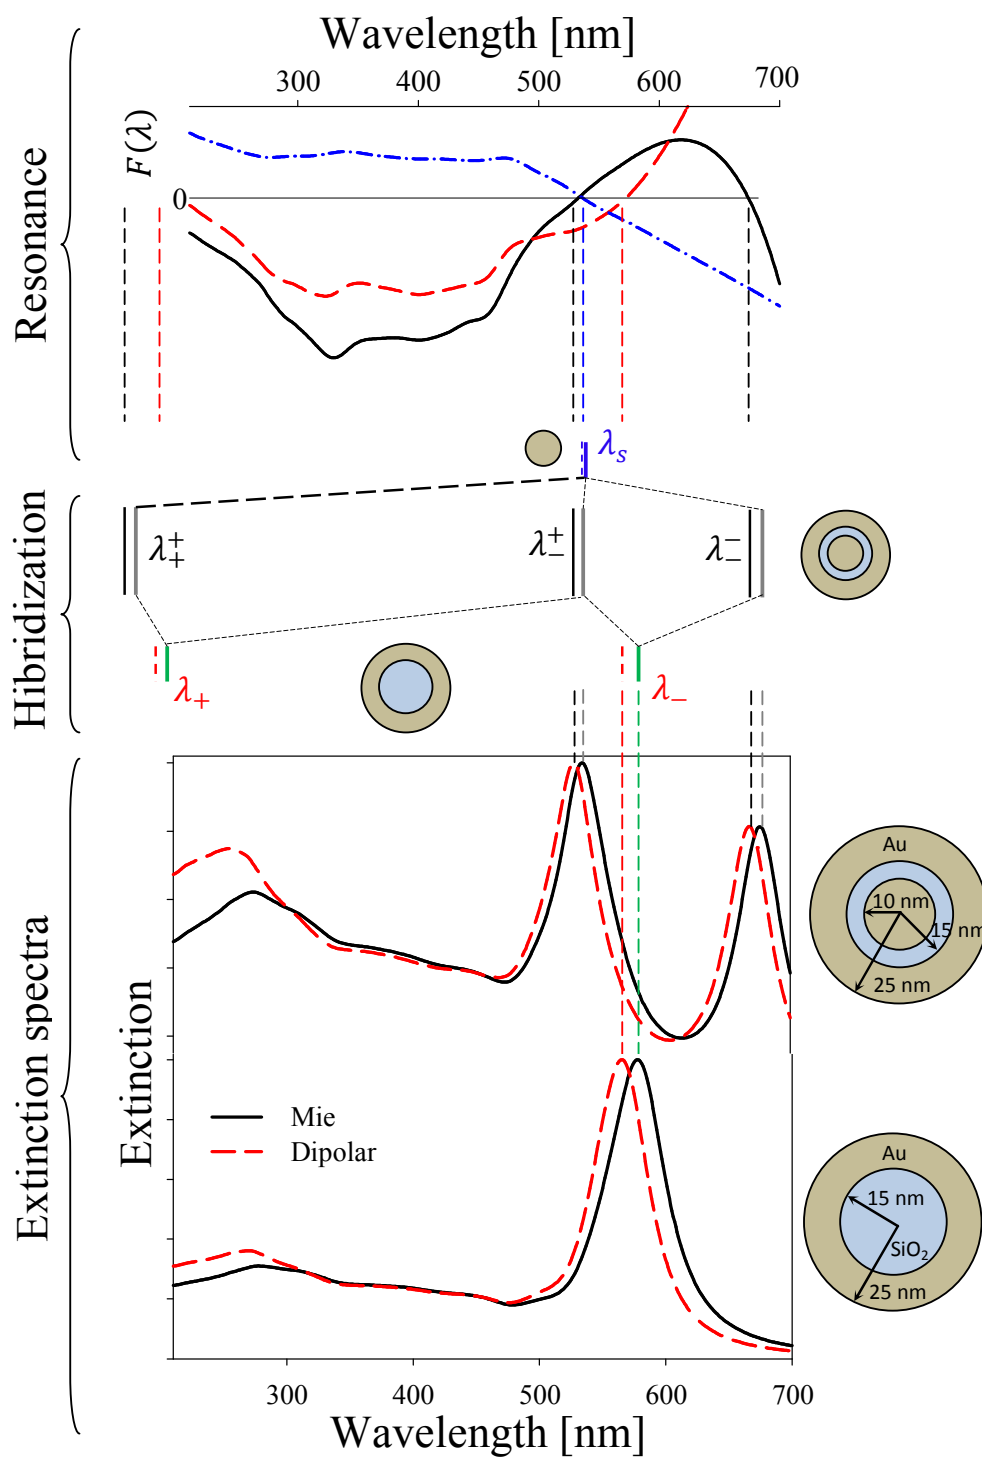 Wavelength [nm]
300
400
500
600
700
F(λ)
0
Resonance
λₛ
Hibridization
λ₊⁺
λ₋⁺
λ₋⁻
λ₊
λ₋
Extinction spectra
Extinction
Au
10 nm
15 nm
25 nm
Mie
Dipolar
Au
15 nm
SiO₂
25 nm
300
400
500
600
700
Wavelength [nm]